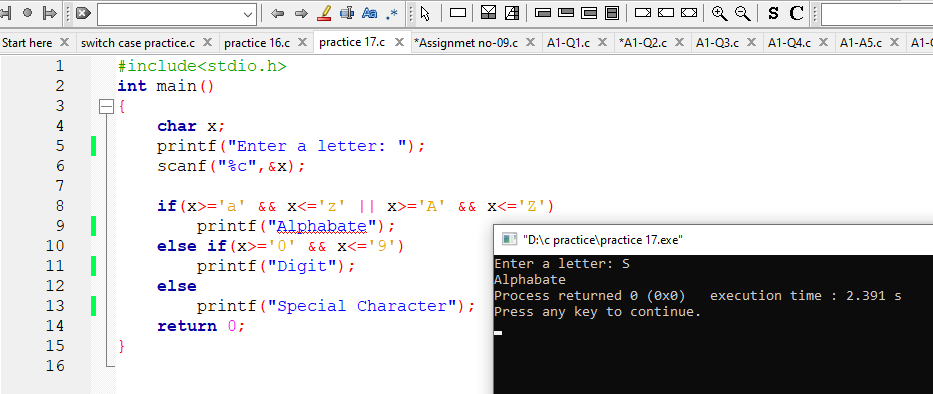 Aa .*
S C
Start here switch case practice.c practice 16.c practice 17.c *Assignmet no-09.c A1-Q1.c *A1-Q2.c A1-Q3.c A1-Q4.c A1-A5.c A1-
1 #include<stdio.h>
2 int main()
3 {
4 char x;
5 printf("Enter a letter: ");
6 scanf("%c",&x);
7
8 if(x>='a' && x<='z' || x>='A' && x<='Z')
9 printf("Alphabate");
10 else if(x>='0' && x<='9')
11 printf("Digit");
12 else
13 printf("Special Character");
14 return 0;
15 }
16
"D:\c practice\practice 17.exe"
Enter a letter: S
Alphabate
Process returned 0 (0x0) execution time : 2.391 s
Press any key to continue.